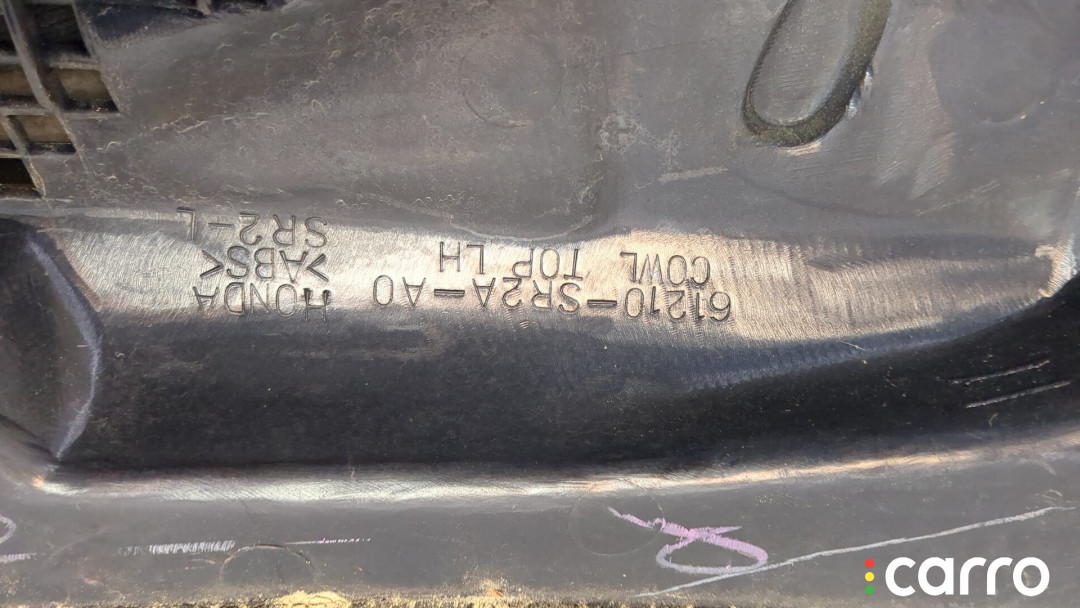 61210-SR2A-A0 HONDA
COWL TOP LH >ABS<
SR2-L
carro